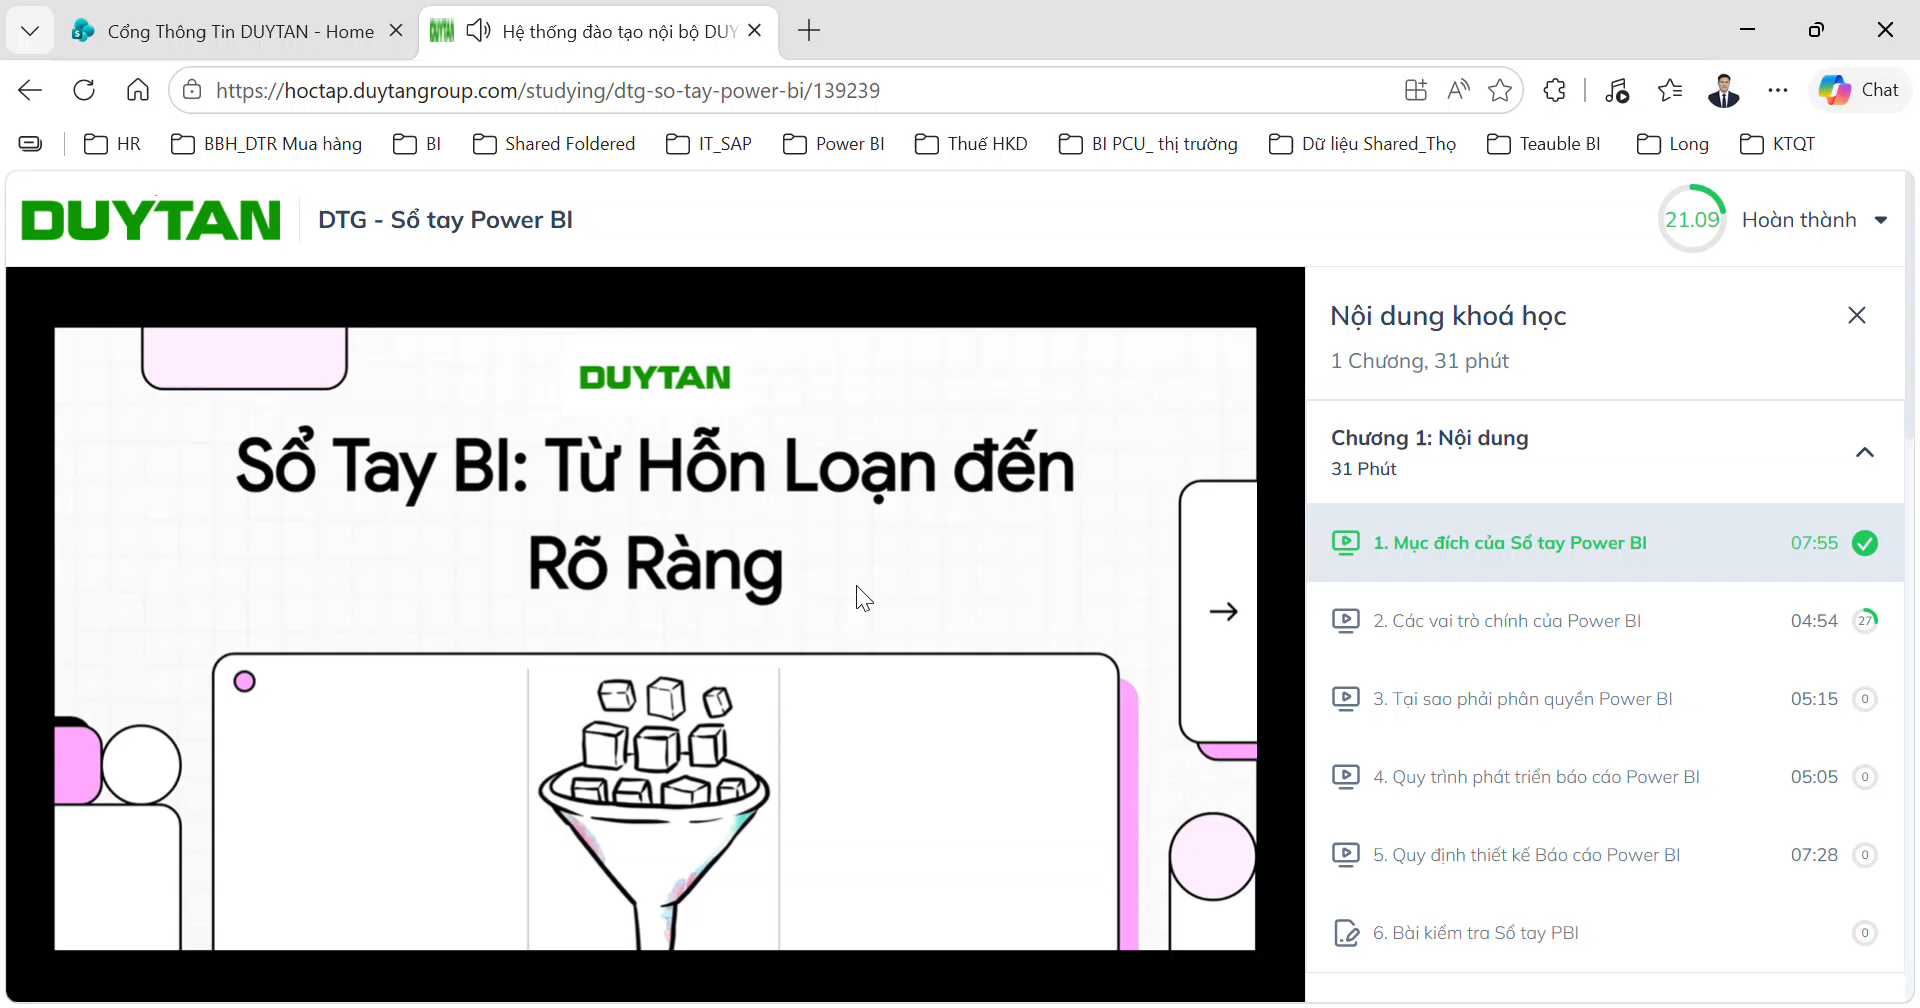 Cổng Thông Tin DUYTAN - Home
DUYTAN
Hệ thống đào tạo nội bộ DUY
https://hoctap.duytangroup.com/studying/dtg-so-tay-power-bi/139239
Chat
HR
BBH_DTR Mua hàng
BI
Shared Foldered
IT_SAP
Power BI
Thuế HKD
BI PCU_ thị trường
Dữ liệu Shared_Thọ
Teauble BI
Long
KTQT
DUYTAN
DTG - Sổ tay Power BI
21.09
Hoàn thành
DUYTAN
Sổ Tay BI: Từ Hỗn Loạn đến
Rõ Ràng
Nội dung khoá học
1 Chương, 31 phút
Chương 1: Nội dung
31 Phút
1. Mục đích của Sổ tay Power BI 07:55
2. Các vai trò chính của Power BI 04:54 27
3. Tại sao phải phân quyền Power BI 05:15 0
4. Quy trình phát triển báo cáo Power BI 05:05 0
5. Quy định thiết kế Báo cáo Power BI 07:28 0
6. Bài kiểm tra Sổ tay PBI 0